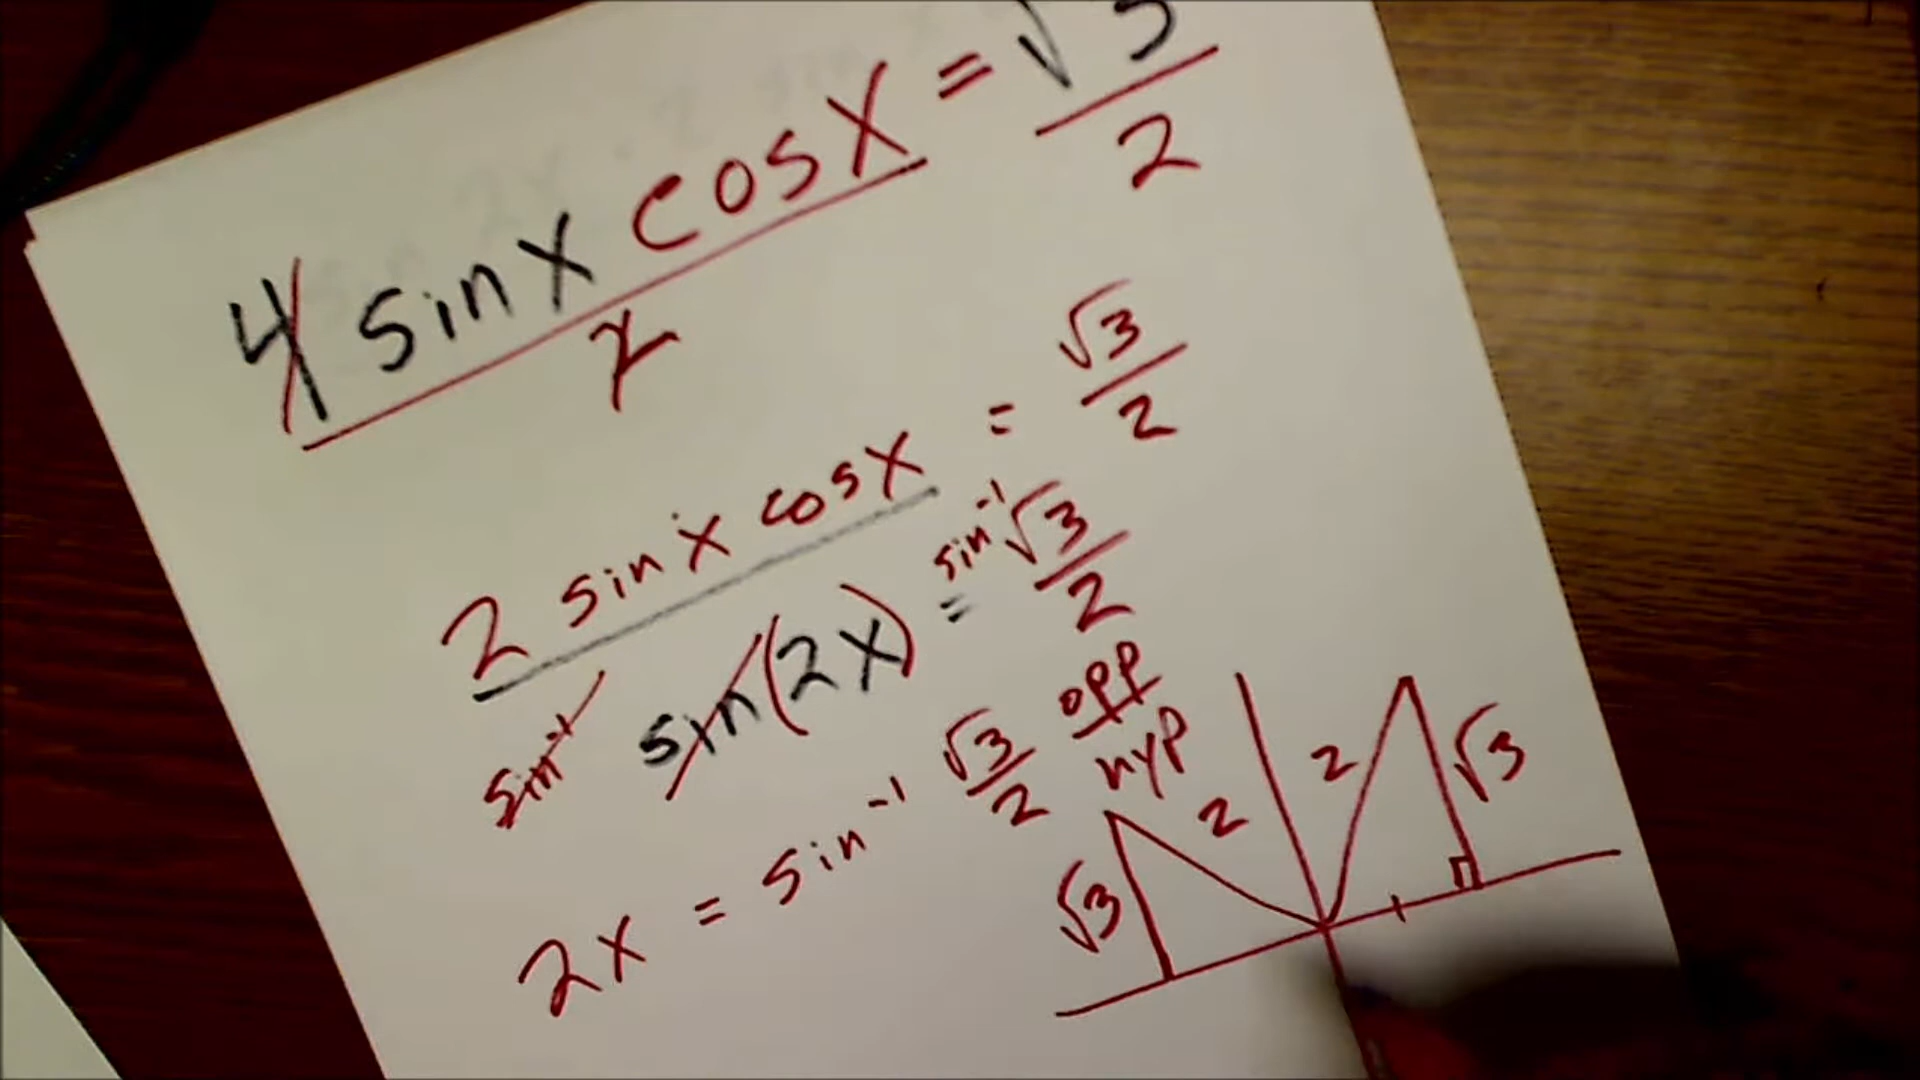 4 sin x cos x = √3
2 2
2 sin x cos x = √3/2
sin⁻¹ sin(2x) = sin⁻¹ √3/2
2x = sin⁻¹ √3/2
opp
hyp
√3 2 2 √3